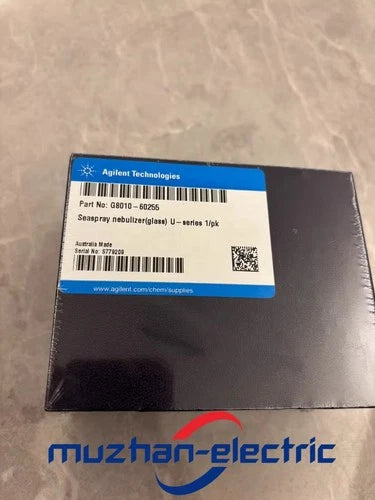 Agilent Technologies
Part No: G8010-60255
Seaspray nebulizer(glass) U-series 1/pk
Australia Made
Serial No: 5779209
www.agilent.com/chem/supplies
muzhan-electric